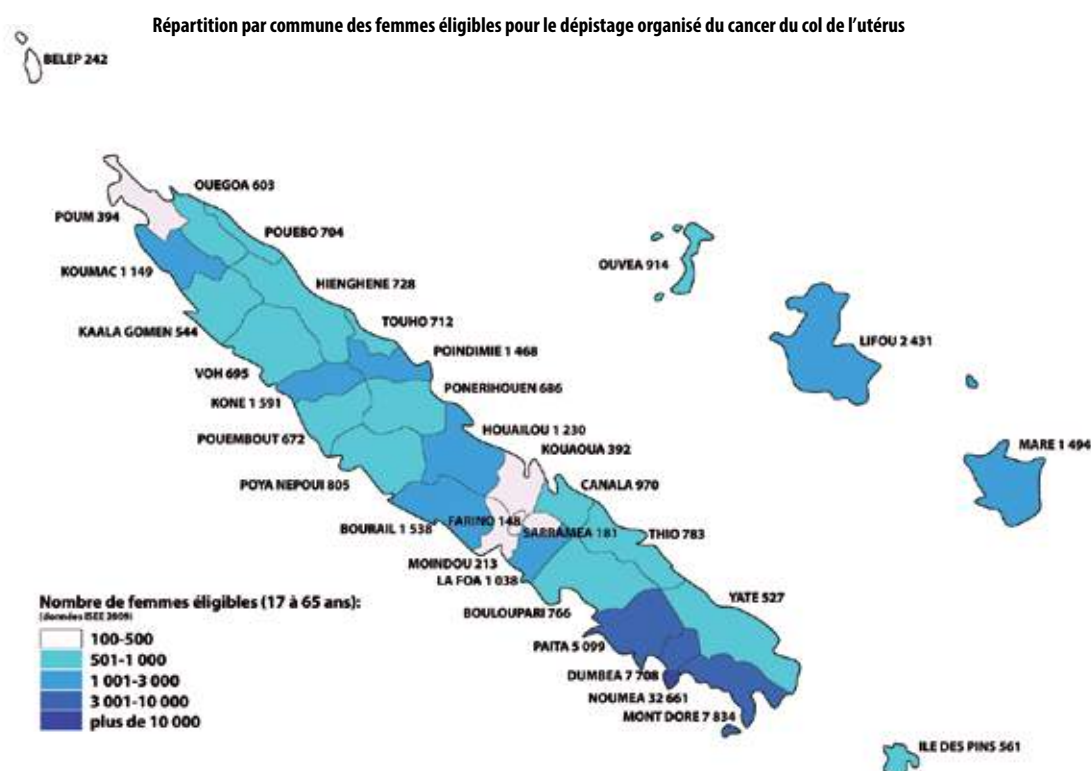 Répartition par commune des femmes éligibles pour le dépistage organisé du cancer du col de l'utérus
BELEP 242
OUEGOA 603
POUM 394
POUEBO 704
OUVEA 914
KOUMAC 1 149
HIENGHENE 728
TOUHO 712
KAALA GOMEN 544
LIFOU 2 431
POINDIMIE 1 468
VOH 695
PONERIHOUEN 686
KONE 1 591
HOUAILOU 1 230
POUEMBOUT 672
MARE 1 494
KOUAOUA 392
POYA NEPOUI 805
CANALA 970
BOURAIL 1 538
FARINO 148
SARRAMEA 181
THIO 783
MOINDOU 213
LA FOA 1 038
YATE 527
BOULOUPARI 766
PAITA 5 099
DUMBEA 7 708
NOUMEA 32 661
MONT DORE 7 834
ILE DES PINS 561
Nombre de femmes éligibles (17 à 65 ans):
(données ISEE 2009)
100-500
501-1 000
1 001-3 000
3 001-10 000
plus de 10 000